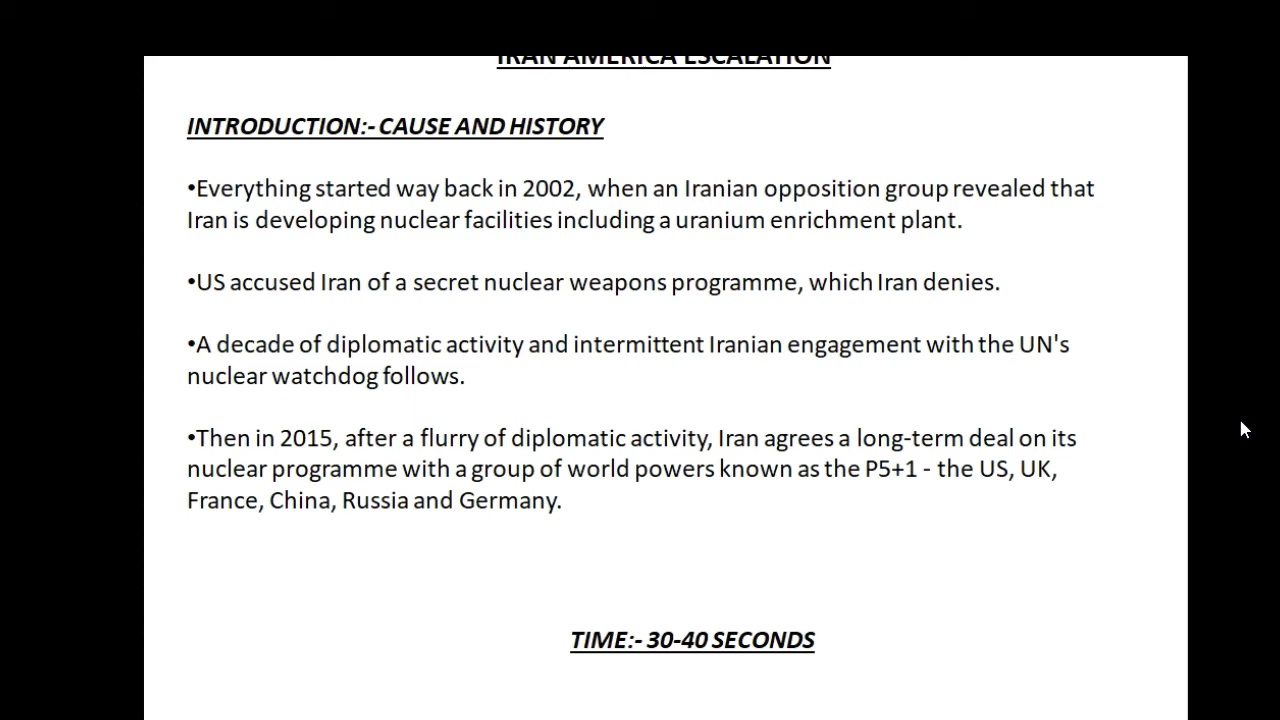 IRAN AMERICA ESCALATION
INTRODUCTION:- CAUSE AND HISTORY
•Everything started way back in 2002, when an Iranian opposition group revealed that
Iran is developing nuclear facilities including a uranium enrichment plant.
•US accused Iran of a secret nuclear weapons programme, which Iran denies.
•A decade of diplomatic activity and intermittent Iranian engagement with the UN's
nuclear watchdog follows.
•Then in 2015, after a flurry of diplomatic activity, Iran agrees a long-term deal on its
nuclear programme with a group of world powers known as the P5+1 - the US, UK,
France, China, Russia and Germany.
TIME:- 30-40 SECONDS